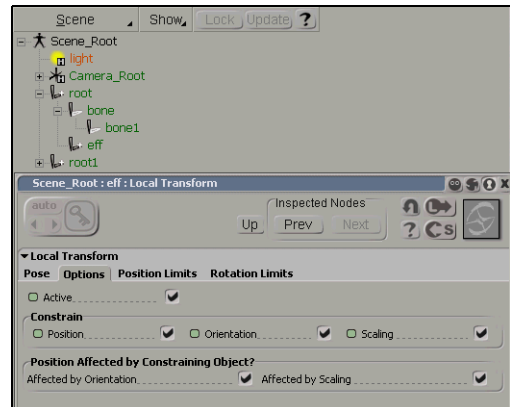 Scene Show Lock Update ?
Scene_Root
light
Camera_Root
root
bone
bone1
eff
root1
Scene_Root : eff : Local Transform
auto
Inspected Nodes
Up Prev Next
? Cs
Local Transform
Pose Options Position Limits Rotation Limits
Active
Constrain
Position Orientation Scaling
Position Affected by Constraining Object?
Affected by Orientation Affected by Scaling